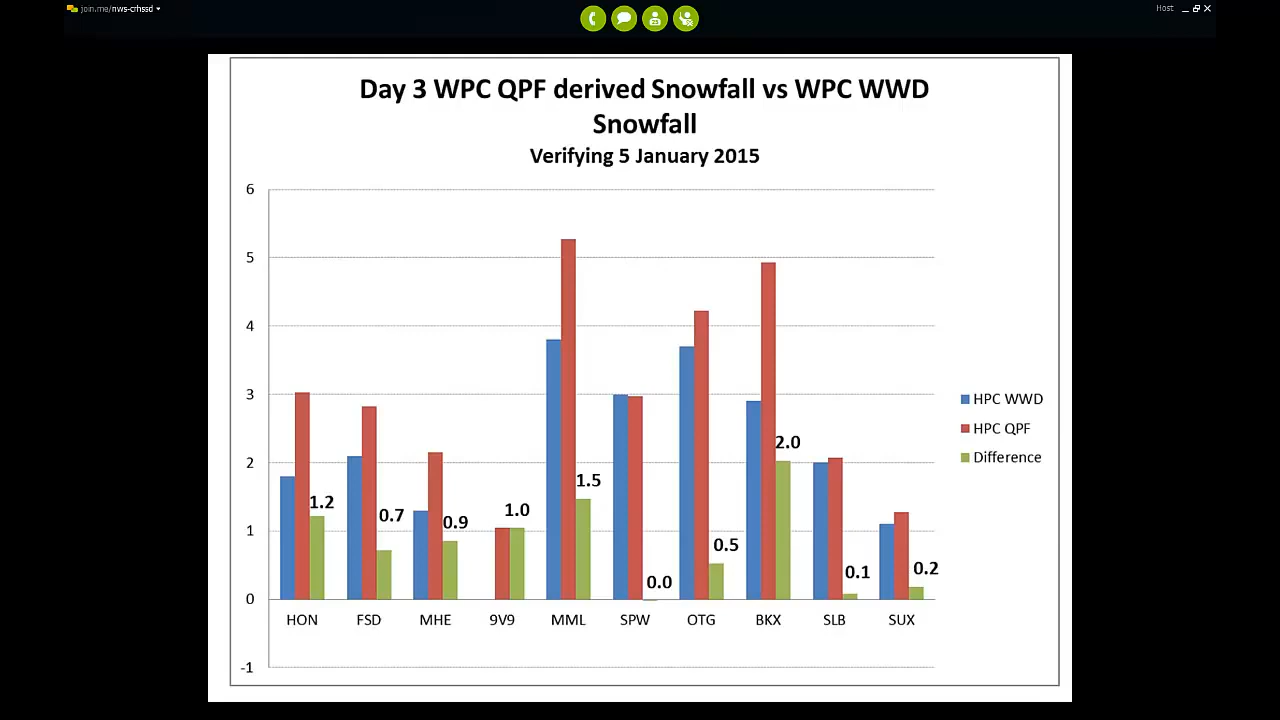 join.me/nws-crhssd
Host
Day 3 WPC QPF derived Snowfall vs WPC WWD
Snowfall
Verifying 5 January 2015
6
5
4
3
2
1
0
-1
1.2
0.7
0.9
1.0
1.5
0.0
0.5
2.0
0.1
0.2
HON FSD MHE 9V9 MML SPW OTG BKX SLB SUX
HPC WWD
HPC QPF
Difference